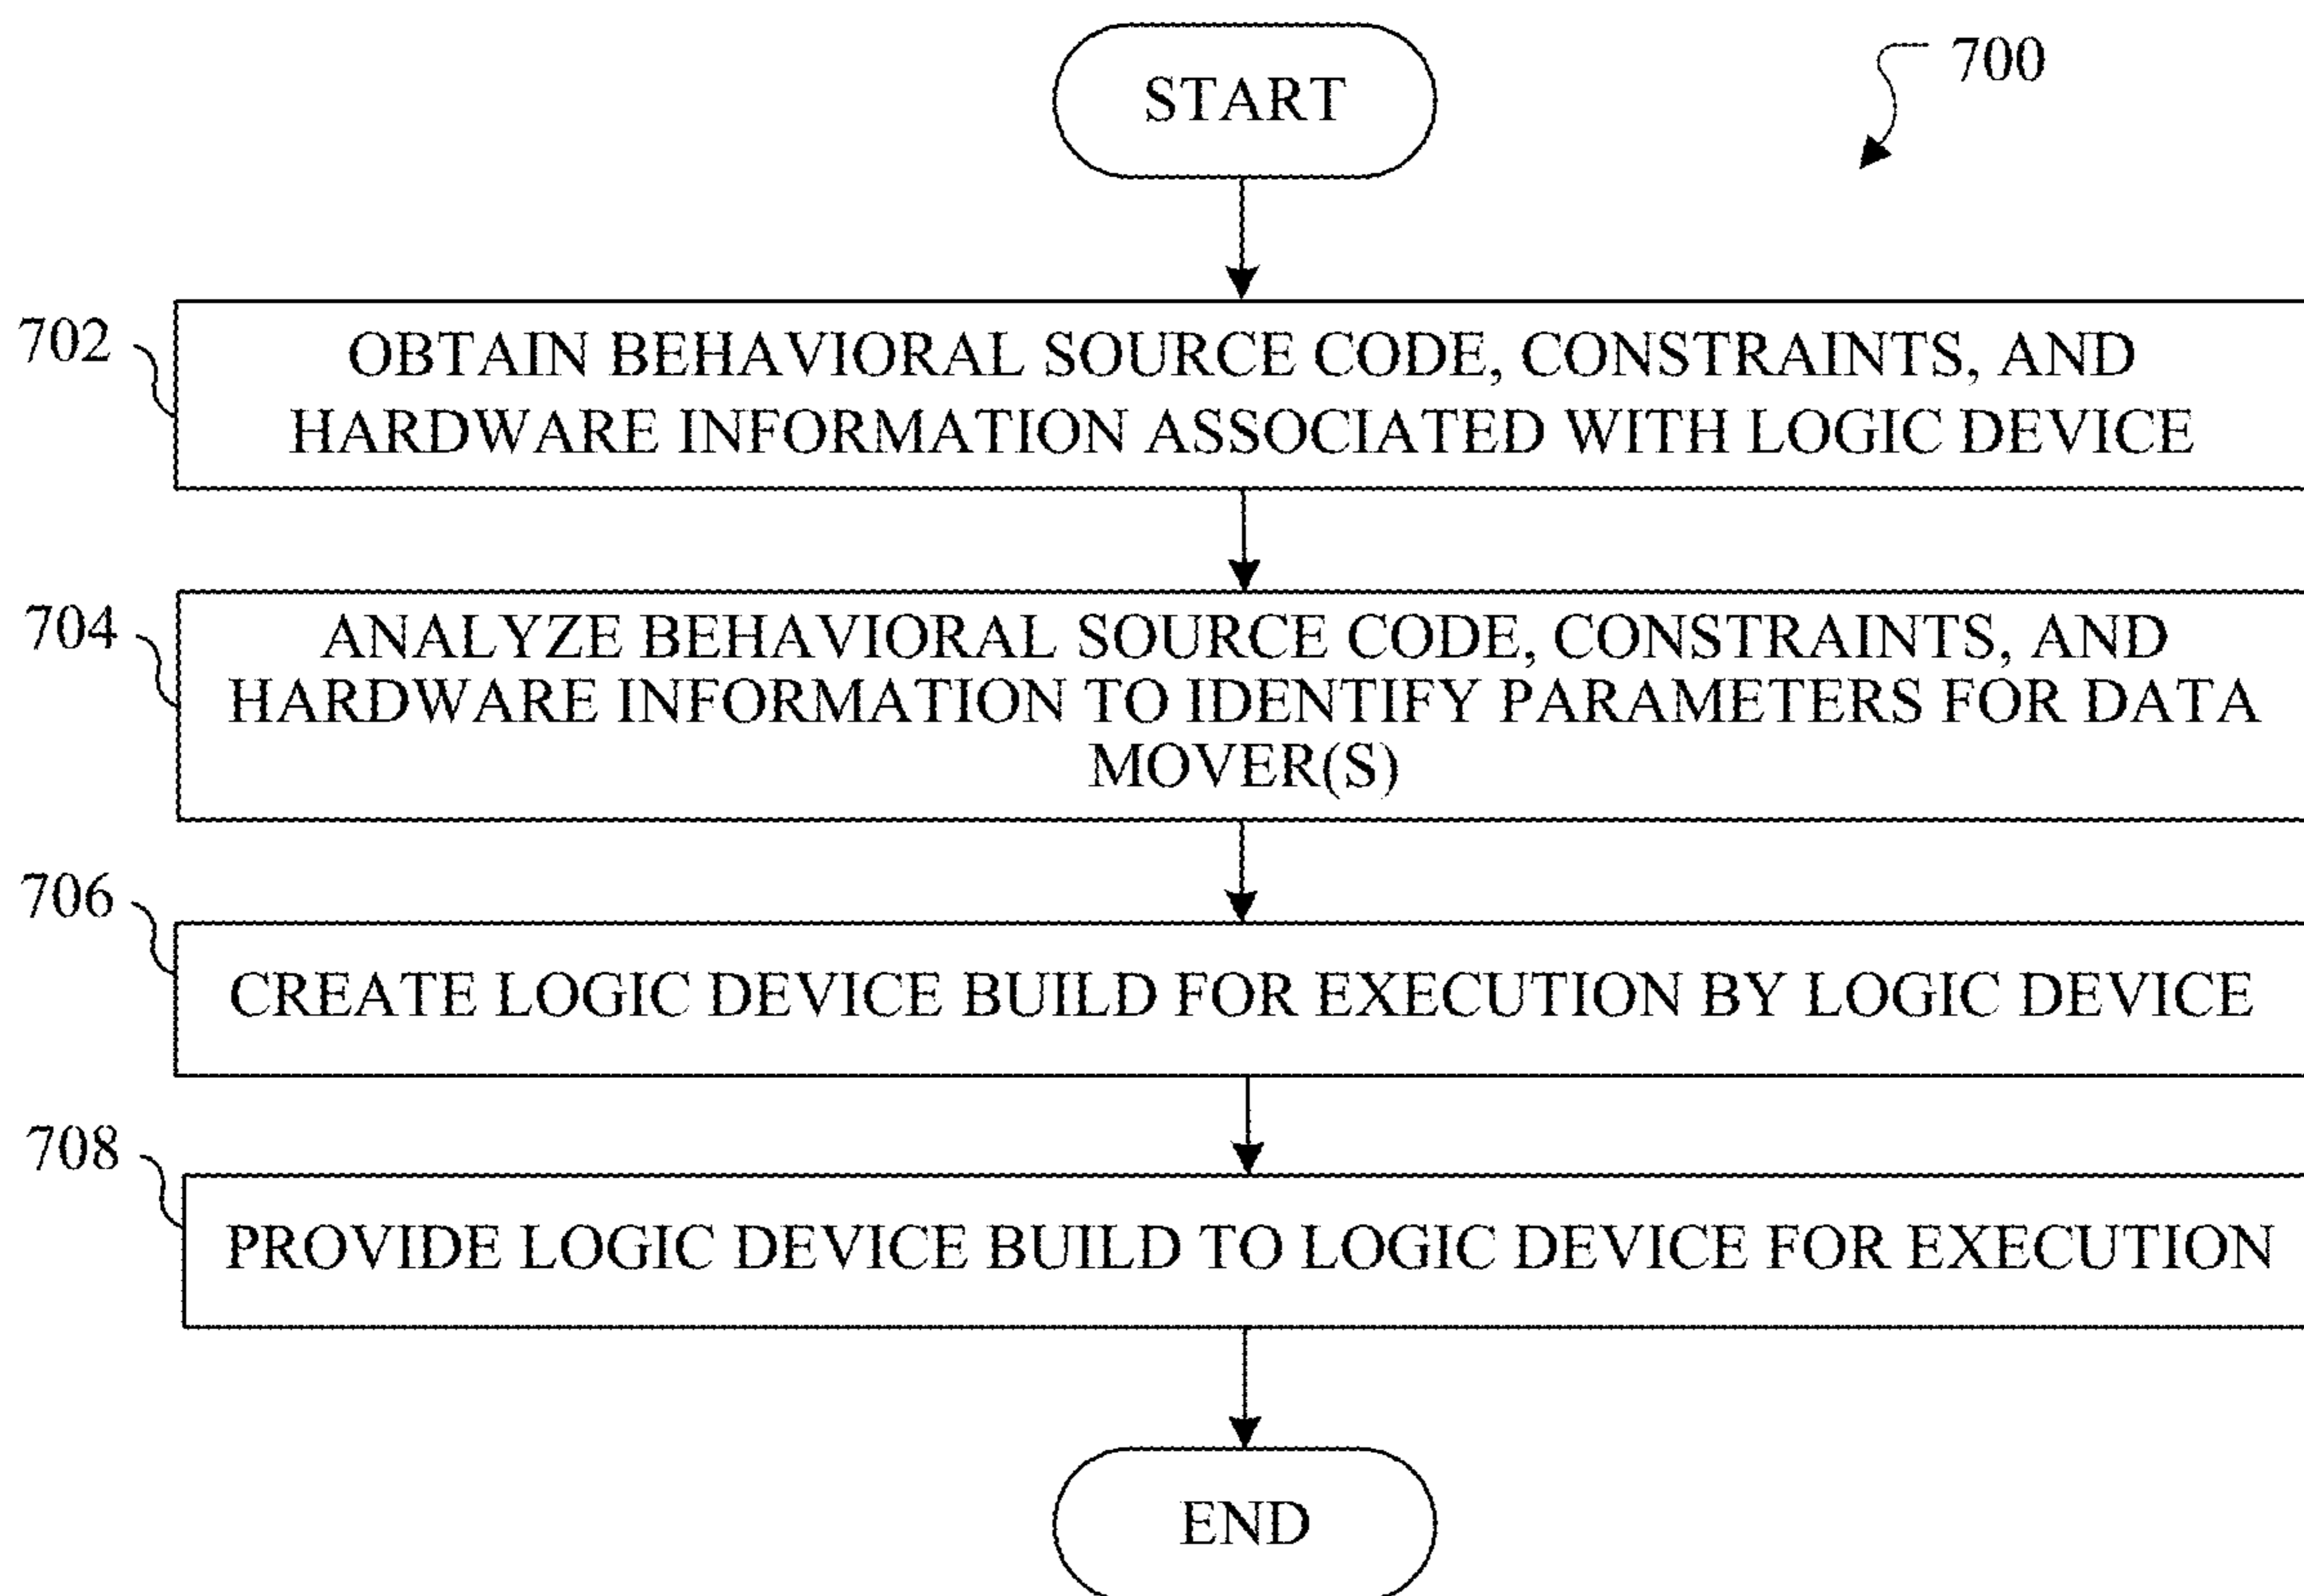 START
700
702
OBTAIN BEHAVIORAL SOURCE CODE, CONSTRAINTS, AND
HARDWARE INFORMATION ASSOCIATED WITH LOGIC DEVICE
704
ANALYZE BEHAVIORAL SOURCE CODE, CONSTRAINTS, AND
HARDWARE INFORMATION TO IDENTIFY PARAMETERS FOR DATA
MOVER(S)
706
CREATE LOGIC DEVICE BUILD FOR EXECUTION BY LOGIC DEVICE
708
PROVIDE LOGIC DEVICE BUILD TO LOGIC DEVICE FOR EXECUTION
END